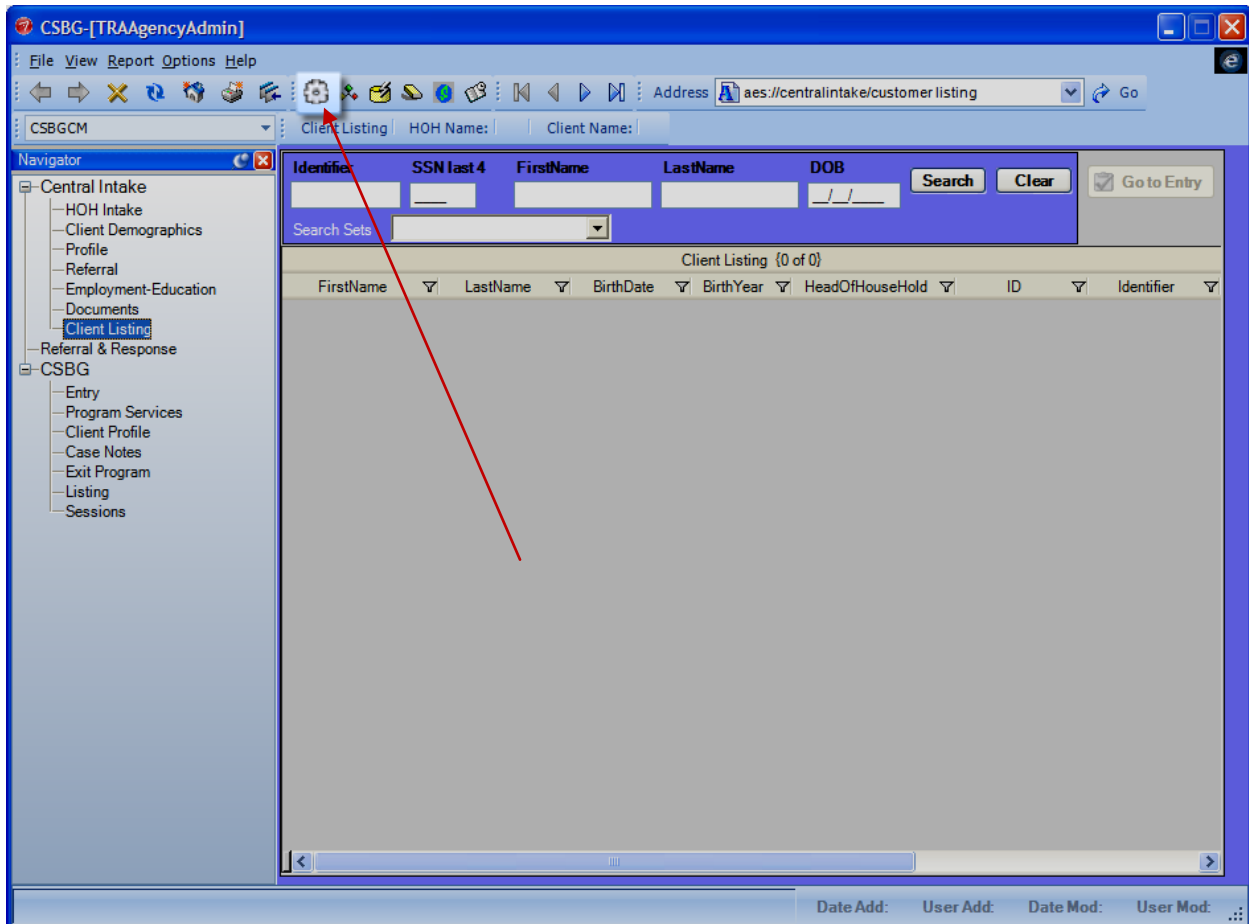 CSBG-[TRAAgencyAdmin]
File View Report Options Help
Address aes://centralintake/customer listing Go
CSBGCM Client Listing HOH Name: Client Name:
Navigator
Central Intake
HOH Intake
Client Demographics
Profile
Referral
Employment-Education
Documents
Client Listing
Referral & Response
CSBG
Entry
Program Services
Client Profile
Case Notes
Exit Program
Listing
Sessions
Identifier SSN last 4 FirstName LastName DOB
__/__/____ Search Clear Go to Entry
Search Sets
Client Listing {0 of 0}
FirstName LastName BirthDate BirthYear HeadOfHouseHold ID Identifier
Date Add: User Add: Date Mod: User Mod: